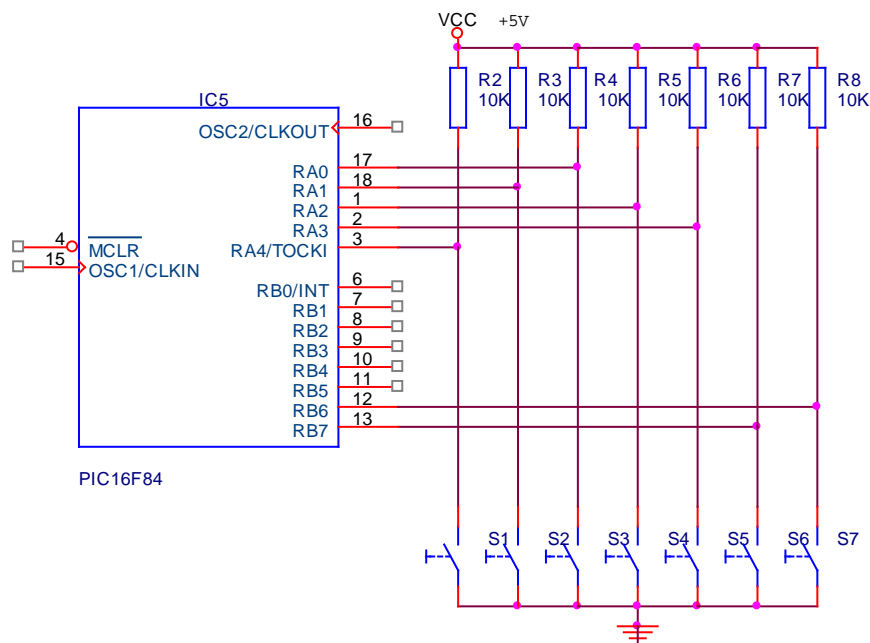 VCC +5V
R2 R3 R4 R5 R6 R7 R8
10K 10K 10K 10K 10K 10K 10K
IC5
OSC2/CLKOUT 16
RA0 17
RA1 18
RA2 1
RA3 2
RA4/TOCKI 3
4 MCLR
15 OSC1/CLKIN
RB0/INT 6
RB1 7
RB2 8
RB3 9
RB4 10
RB5 11
RB6 12
RB7 13
PIC16F84
S1 S2 S3 S4 S5 S6 S7